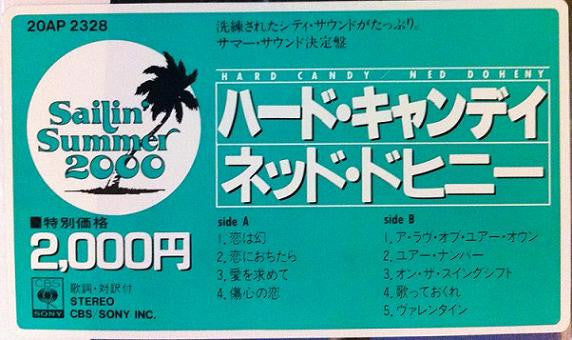 20AP 2328
洗練されたシティ・サウンドがたっぷり。
サマー・サウンド決定盤
HARD CANDY / NED DOHENY
ハード・キャンデイ
ネッド・ドヒニー
Sailin'
Summer
2000
■特別価格
2,000円
CBS
SONY
歌詞・対訳付
STEREO
CBS/SONY INC.
side A
1. 恋は幻
2. 恋におちたら
3. 愛を求めて
4. 傷心の恋
side B
1. ア・ラヴ・オブ・ユアー・オウン
2. ユアー・ナンバー
3. オン・ザ・スイングシフト
4. 歌っておくれ
5. ヴァレンタイン